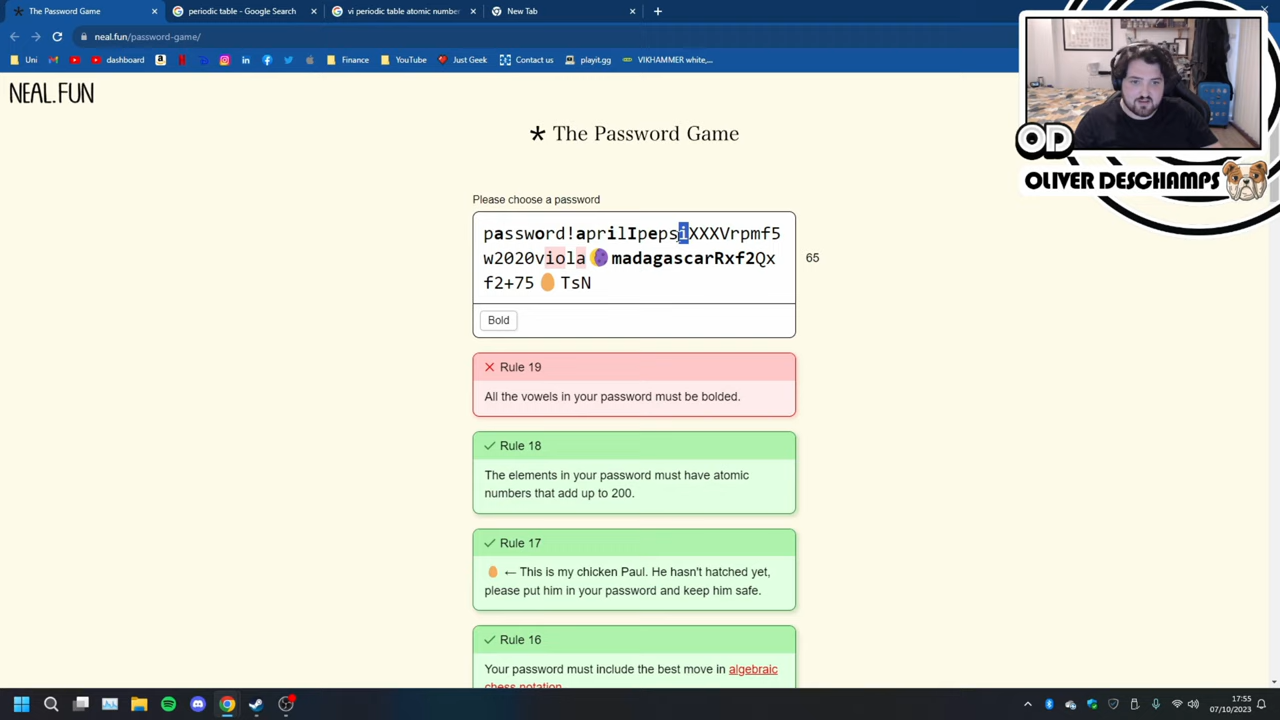 The Password Game
periodic table - Google Search
vi periodic table atomic number
New Tab
neal.fun/password-game/
Uni
dashboard
Finance
YouTube
Just Geek
Contact us
playit.gg
VIKHAMMER white,...
NEAL.FUN
* The Password Game
OD
OLIVER DESCHAMPS
Please choose a password
password!aprilIpepsiXXXVrpmf5
w2020viola🌘madagascarRxf2Qx
f2+75🥚TsN
65
Bold
Rule 19
All the vowels in your password must be bolded.
Rule 18
The elements in your password must have atomic
numbers that add up to 200.
Rule 17
🥚 ← This is my chicken Paul. He hasn't hatched yet,
please put him in your password and keep him safe.
Rule 16
Your password must include the best move in algebraic
chess notation.
17:55
07/10/2023